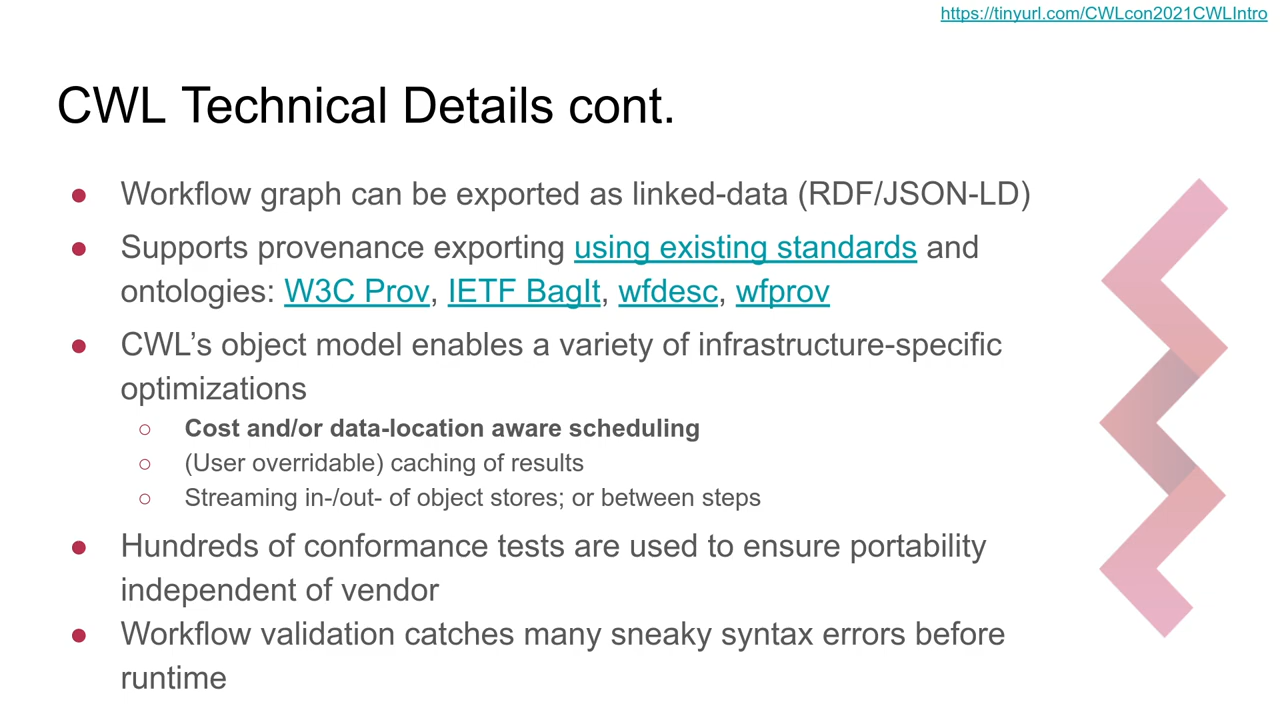 https://tinyurl.com/CWLcon2021CWLIntro
CWL Technical Details cont.
● Workflow graph can be exported as linked-data (RDF/JSON-LD)
● Supports provenance exporting using existing standards and
ontologies: W3C Prov, IETF BagIt, wfdesc, wfprov
● CWL’s object model enables a variety of infrastructure-specific
optimizations
○ Cost and/or data-location aware scheduling
○ (User overridable) caching of results
○ Streaming in-/out- of object stores; or between steps
● Hundreds of conformance tests are used to ensure portability
independent of vendor
● Workflow validation catches many sneaky syntax errors before
runtime